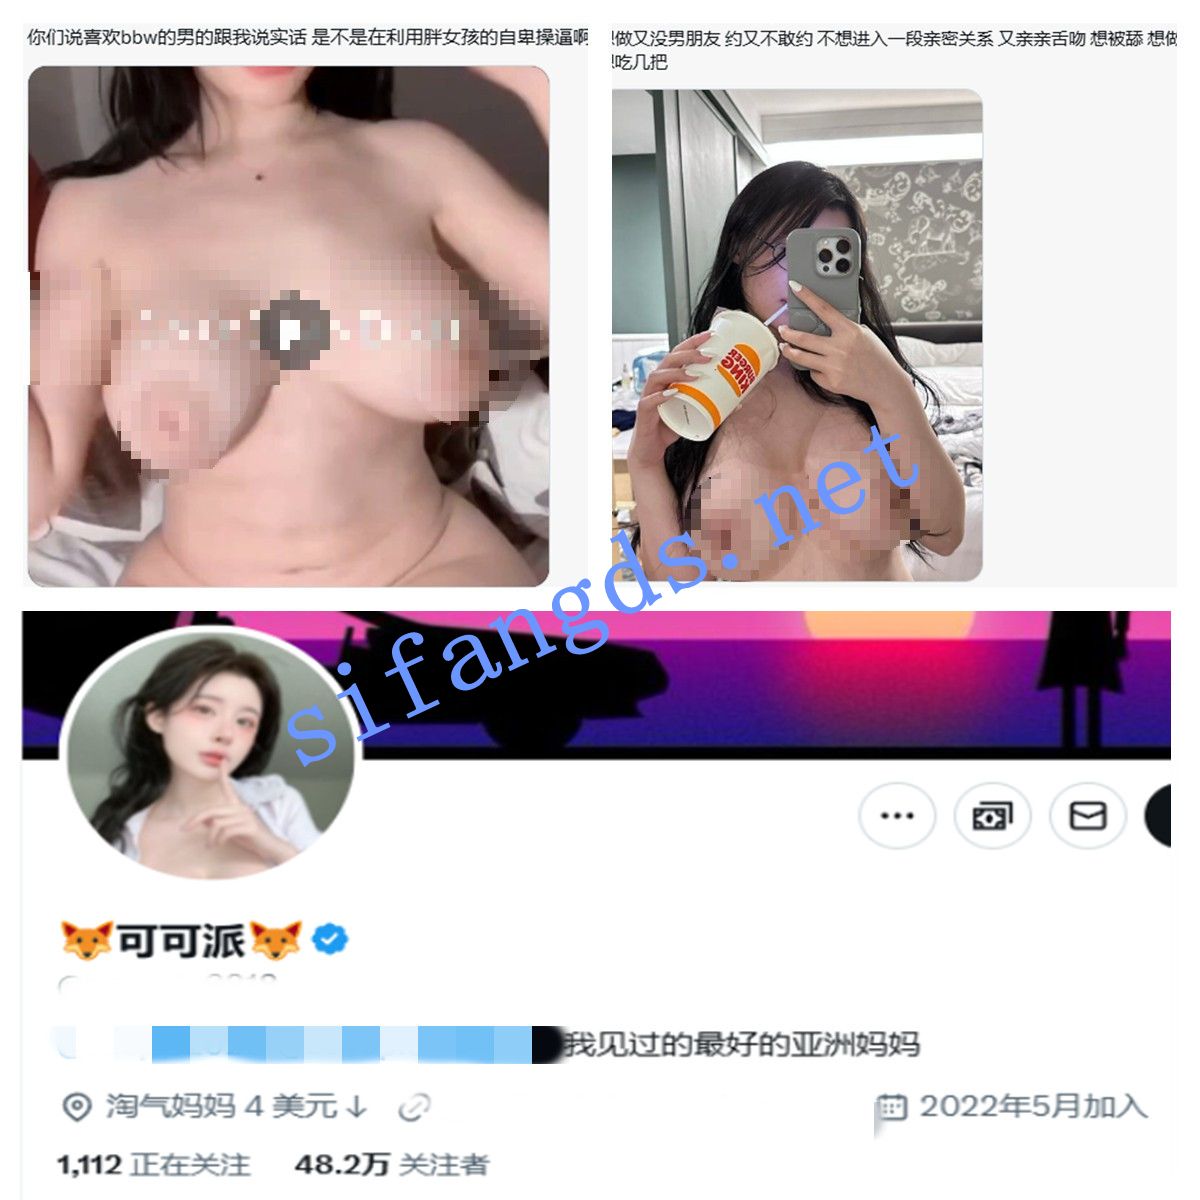 你们说喜欢bbw的男的跟我说实话 是不是在利用胖女孩的自卑操逼啊
做又没男朋友 约又不敢约 不想进入一段亲密关系 又亲亲舌吻 想被舔 想做
吃几把
BURGER
KING
sifangds.net
可可派
我见过的最好的亚洲妈妈
淘气妈妈 4 美元↓
2022年5月加入
1,112 正在关注 48.2万 关注者